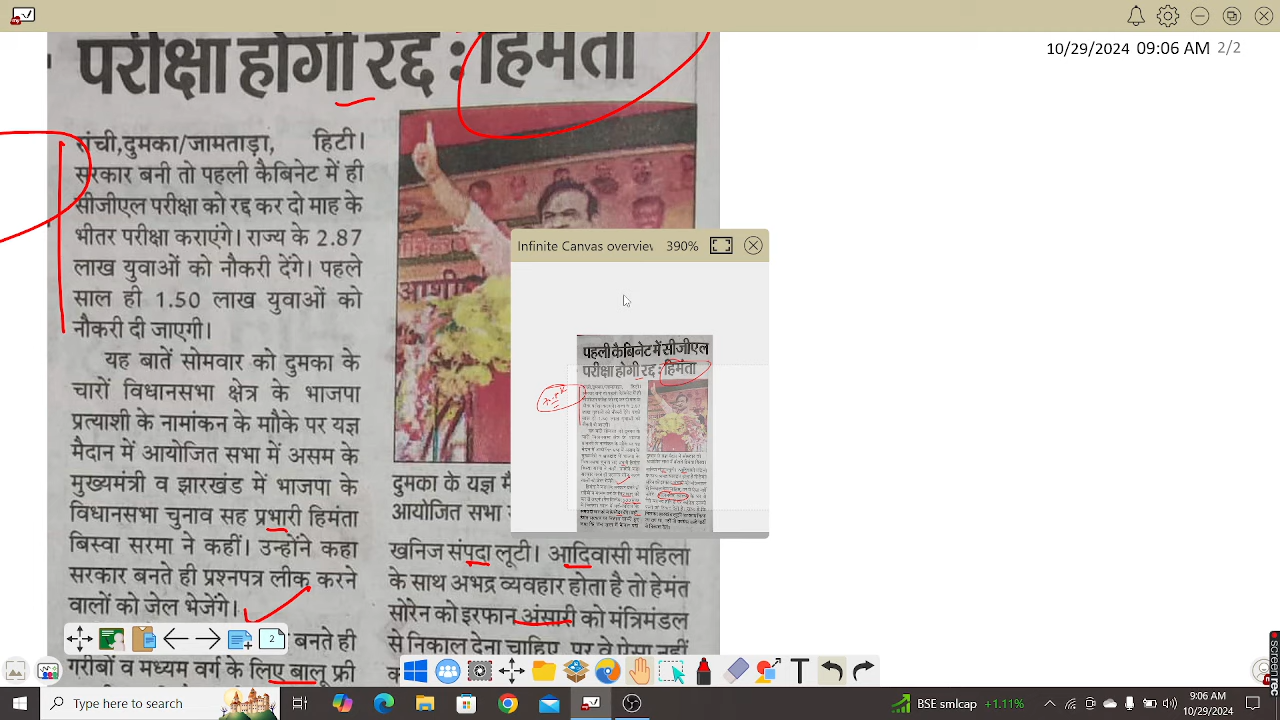 10/29/2024 09:06 AM 2/2
परीक्षा होगी रद्द : हिमंता
रांची,दुमका/जामताड़ा, हिटी।
सरकार बनी तो पहली कैबिनेट में ही
सीजीएल परीक्षा को रद्द कर दो माह के
भीतर परीक्षा कराएंगे। राज्य के 2.87
लाख युवाओं को नौकरी देंगे। पहले
साल ही 1.50 लाख युवाओं को
नौकरी दी जाएगी।
यह बातें सोमवार को दुमका के
चारों विधानसभा क्षेत्र के भाजपा
प्रत्याशी के नामांकन के मौके पर यज्ञ
मैदान में आयोजित सभा में असम के
मुख्यमंत्री व झारखंड में भाजपा के
विधानसभा चुनाव सह प्रभारी हिमंता
बिस्वा सरमा ने कहीं। उन्होंने कहा
सरकार बनते ही प्रश्नपत्र लीक करने
वालों को जेल भेजेंगे।
बनते ही
गरीबों व मध्यम वर्ग के लिए बालू फ्री
Infinite Canvas overview 390%
पहली कैबिनेट में सीजीएल
परीक्षा होगी रद्द : हिमंता
दुमका के यज्ञ मै
आयोजित सभा
खनिज संपदा लूटी। आदिवासी महिला
के साथ अभद्र व्यवहार होता है तो हेमंत
सोरेन को इरफान अंसारी को मंत्रिमंडल
से निकाल देना चाहिए, पर वे ऐसा नहीं
2
T
Type here to search
BSE smlcap +1.11%
9:06 AM
10/29/2024